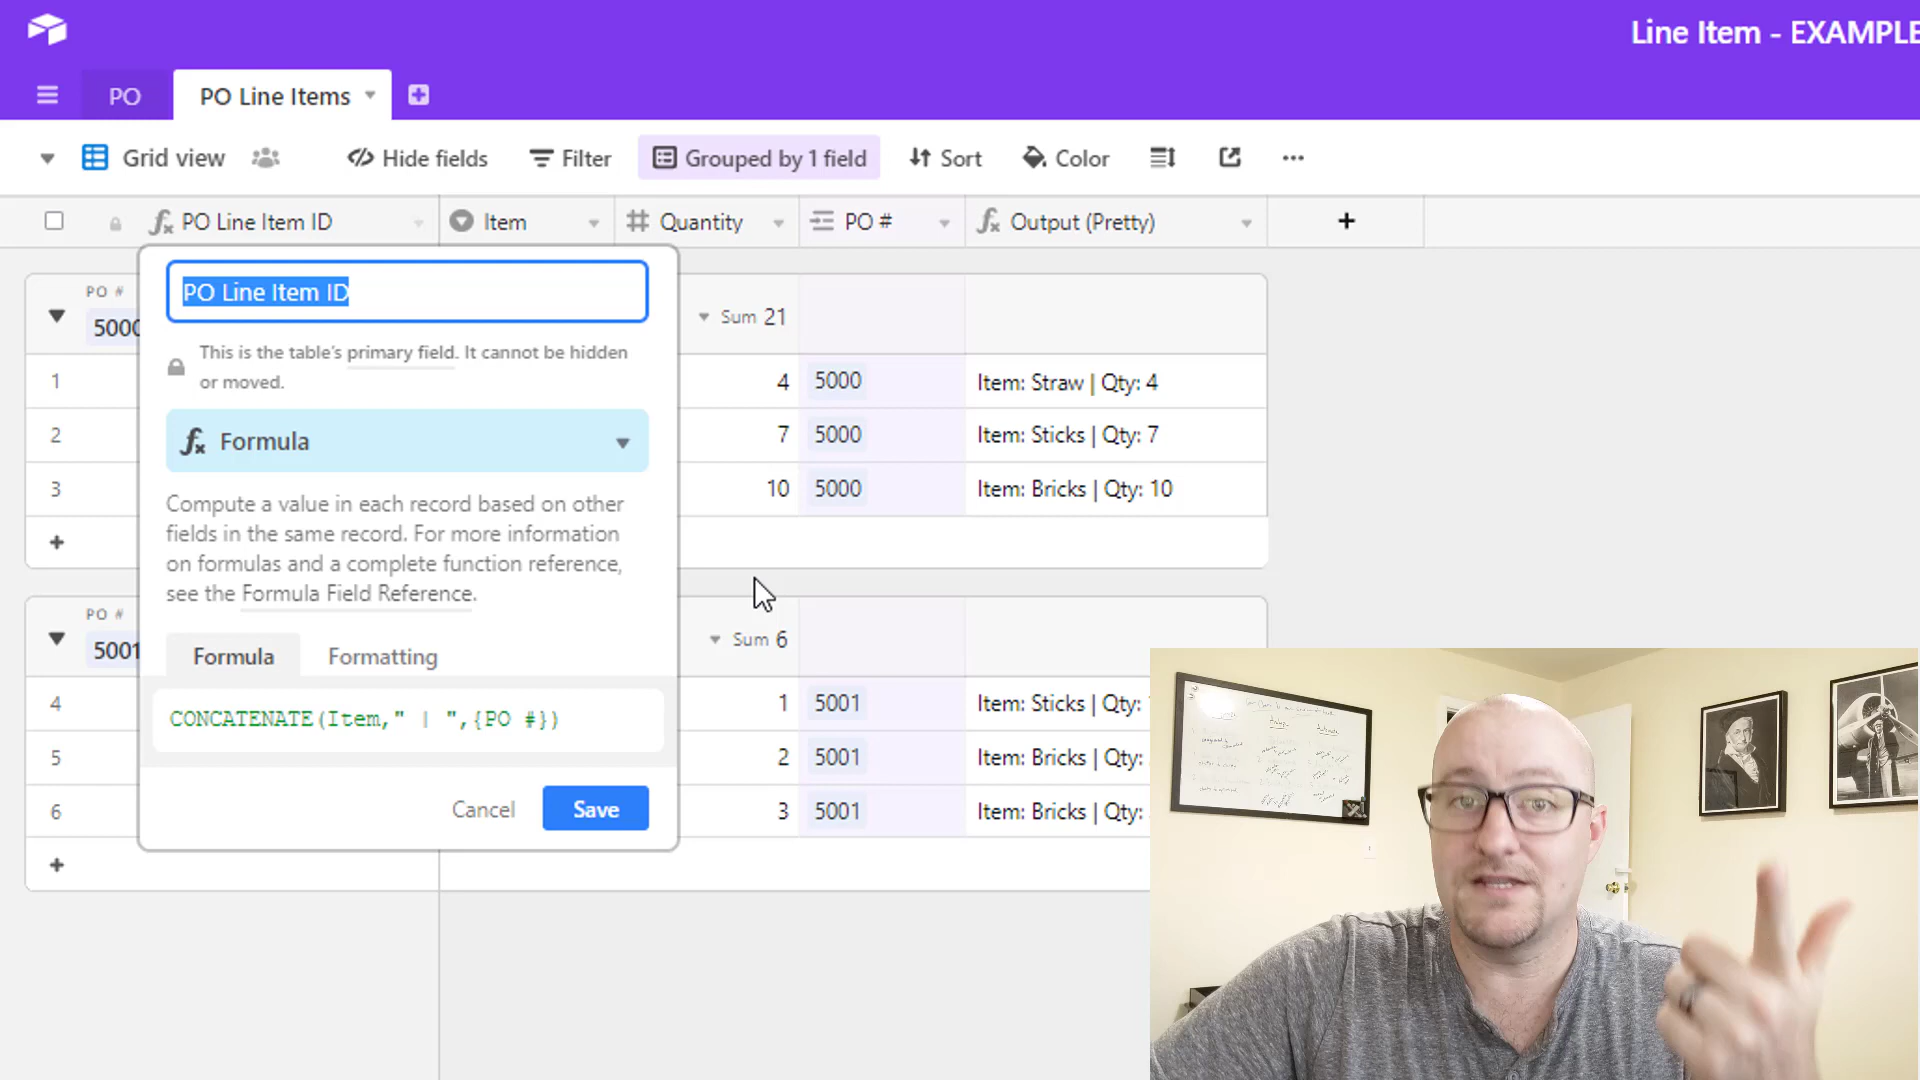 Line Item - EXAMPLE
PO
PO Line Items
Grid view
Hide fields
Filter
Grouped by 1 field
Sort
Color
PO Line Item ID
Item
Quantity
PO #
Output (Pretty)
PO #
5000
Sum 21
PO Line Item ID
This is the table's primary field. It cannot be hidden
or moved.
Formula
Compute a value in each record based on other
fields in the same record. For more information
on formulas and a complete function reference,
see the Formula Field Reference.
Formula
Formatting
CONCATENATE(Item," | ",{PO #})
Cancel
Save
1
4
5000
Item: Straw | Qty: 4
2
7
5000
Item: Sticks | Qty: 7
3
10
5000
Item: Bricks | Qty: 10
PO #
5001
Sum 6
4
1
5001
Item: Sticks | Qty:
5
2
5001
Item: Bricks | Qty:
6
3
5001
Item: Bricks | Qty: